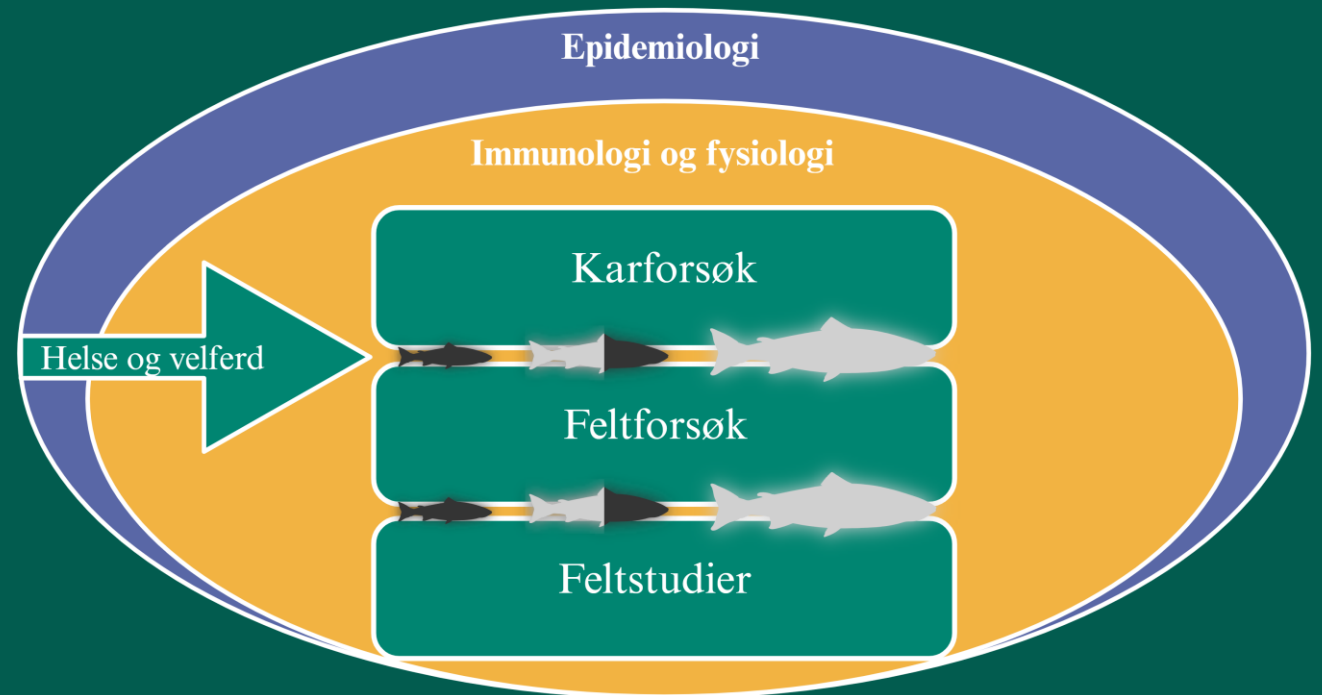 Epidemiologi
Immunologi og fysiologi
Karforsøk
Helse og velferd
Feltforsøk
Feltstudier